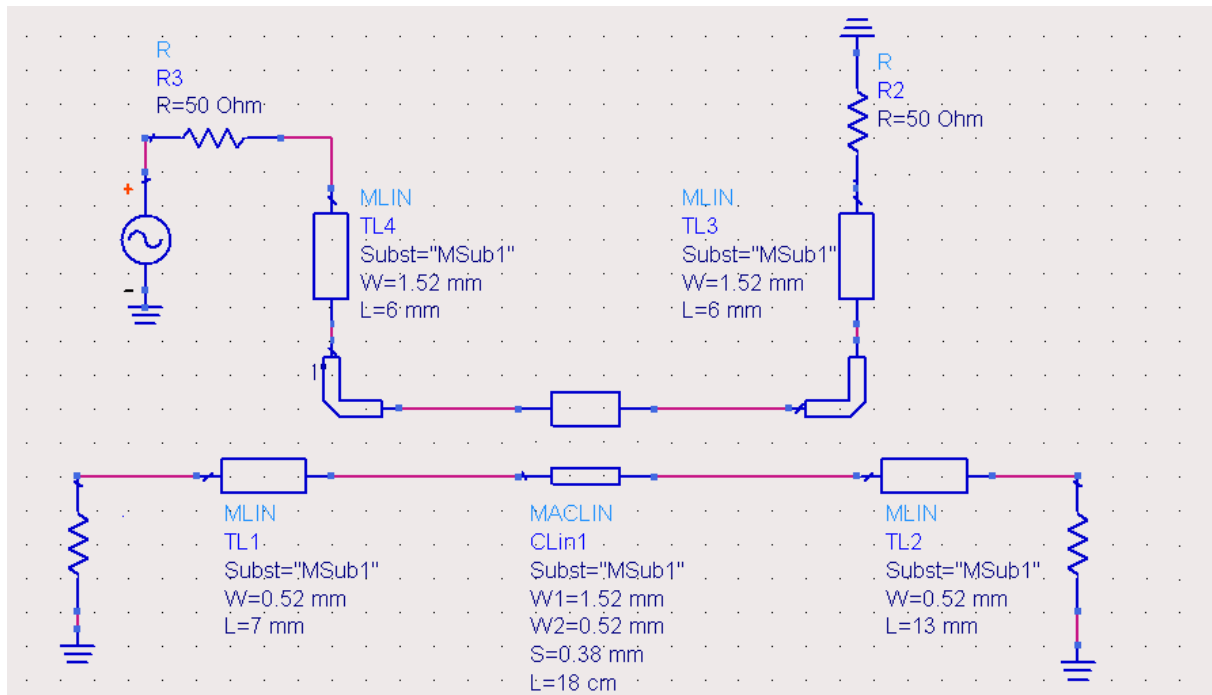 R
R3
R=50 Ohm
R
R2
R=50 Ohm
+
-
MLIN
TL4
Subst="MSub1"
W=1.52 mm
L=6 mm
MLIN
TL3
Subst="MSub1"
W=1.52 mm
L=6 mm
1
MLIN
TL1
Subst="MSub1"
W=0.52 mm
L=7 mm
MACLIN
CLin1
Subst="MSub1"
W1=1.52 mm
W2=0.52 mm
S=0.38 mm
L=18 cm
MLIN
TL2
Subst="MSub1"
W=0.52 mm
L=13 mm